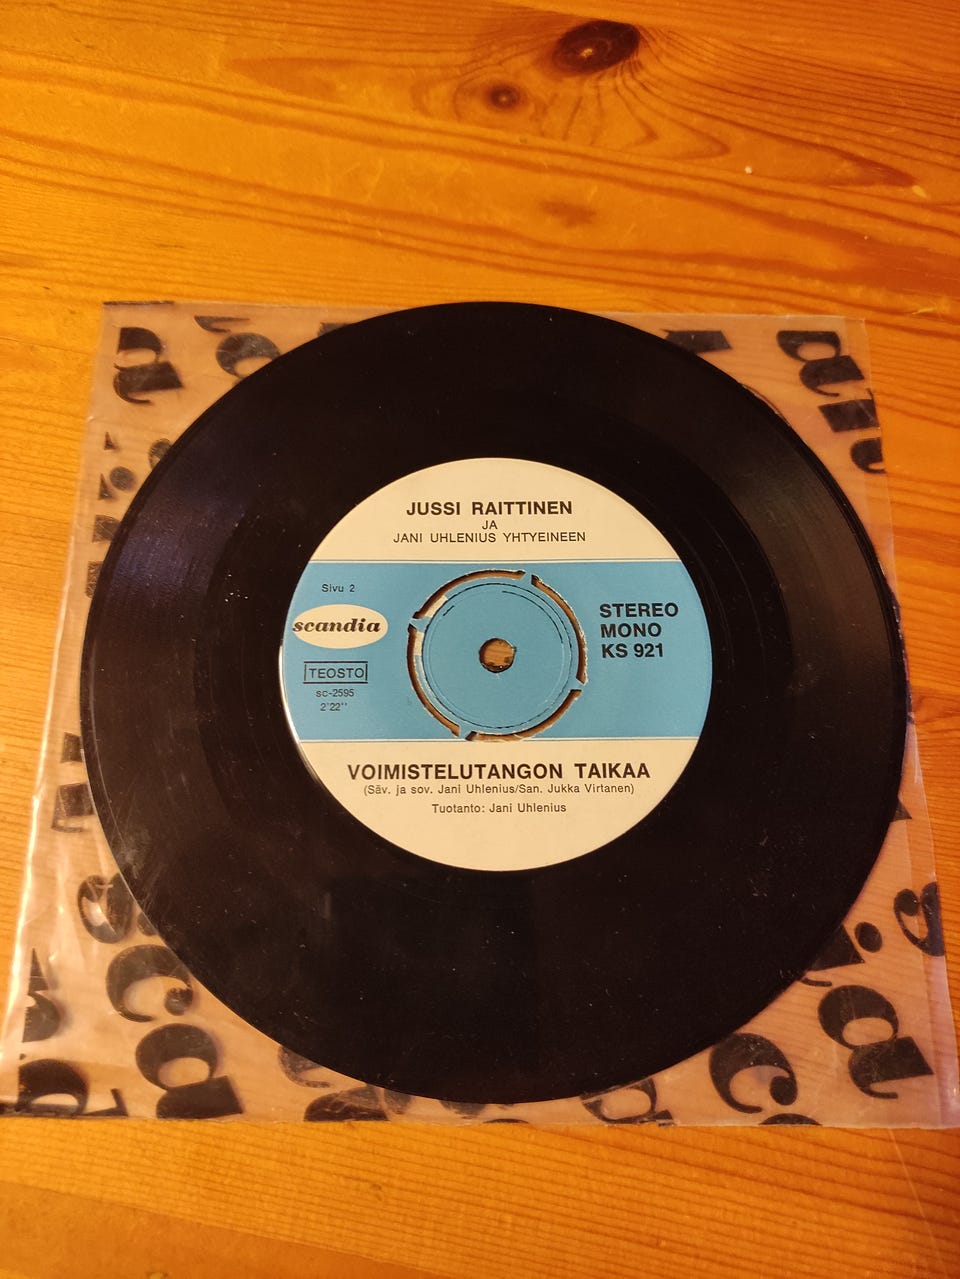 JUSSI RAITTINEN
JA
JANI UHLENIUS YHTYEINEEN
Sivu 2
scandia
TEOSTO
sc-2595
2'22''
STEREO
MONO
KS 921
VOIMISTELUTANGON TAIKAA
(Säv. ja sov. Jani Uhlenius/San. Jukka Virtanen)
Tuotanto: Jani Uhlenius